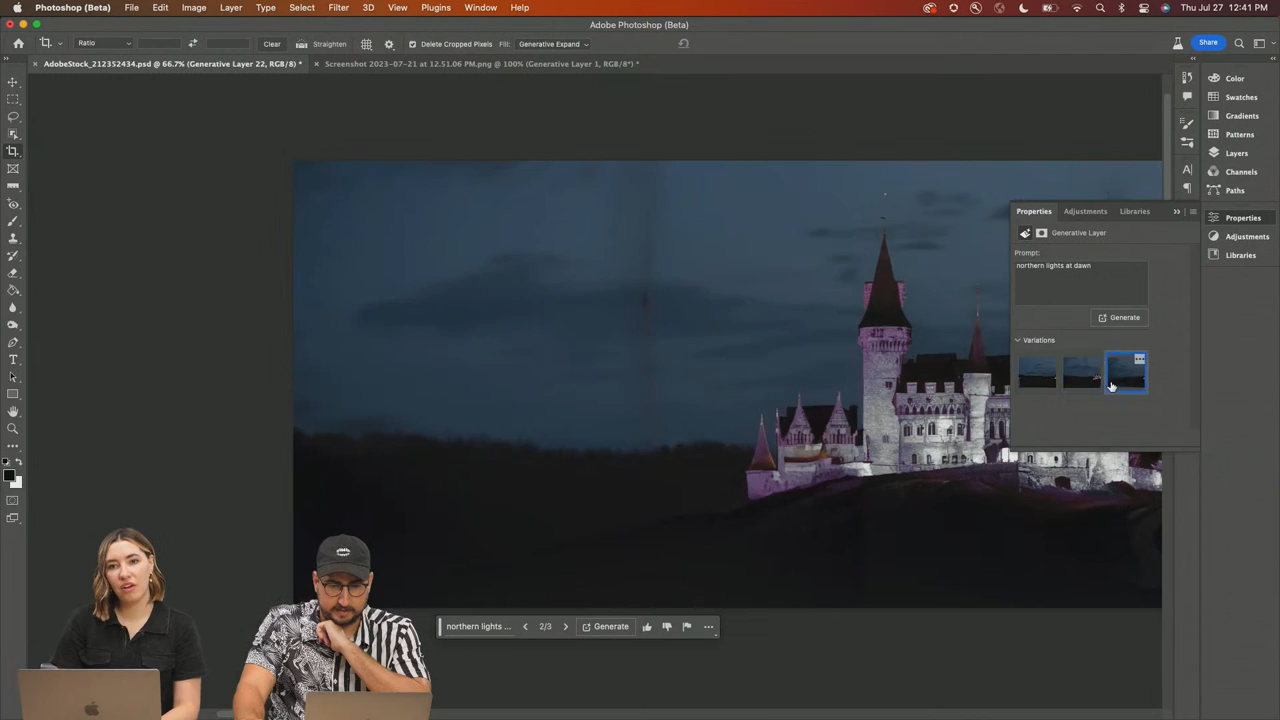 Photoshop (Beta) File Edit Image Layer Type Select Filter 3D View Plugins Window Help Thu Jul 27 12:41 PM
Adobe Photoshop (Beta)
Ratio Clear Straighten Delete Cropped Pixels Fill: Generative Expand Share
AdobeStock_212352434.psd @ 66.7% (Generative Layer 22, RGB/8) * Screenshot 2023-07-21 at 12.51.06 PM.png @ 100% (Generative Layer 1, RGB/8*) *
Color
Swatches
Gradients
Patterns
Layers
Channels
Paths
Properties
Adjustments
Libraries
Properties Adjustments Libraries
Generative Layer
Prompt:
northern lights at dawn
Generate
Variations
northern lights ... 2/3 Generate